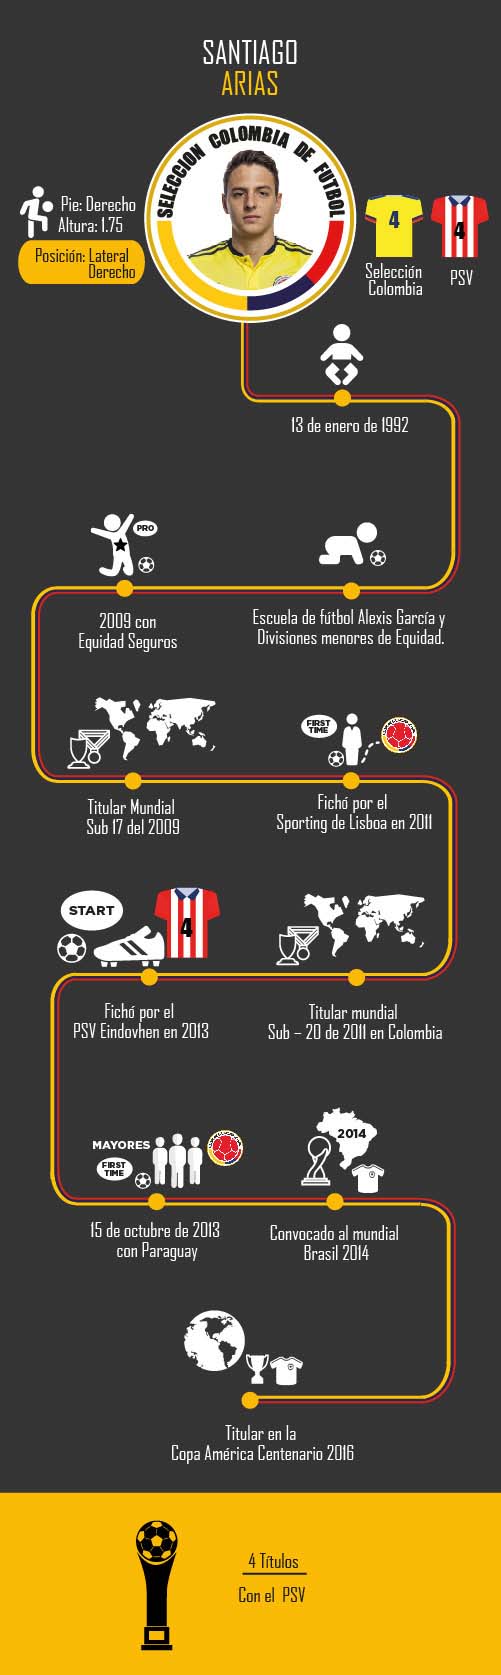 SANTIAGO
ARIAS
SELECCION COLOMBIA DE FUTBOL
Pie: Derecho
Altura: 1.75
Posición: Lateral
Derecho
4
4
Selección
Colombia
PSV
13 de enero de 1992
PRO
2009 con
Equidad Seguros
Escuela de fútbol Alexis García y
Divisiones menores de Equidad.
Titular Mundial
Sub 17 del 2009
FIRST
TIME
Fichó por el
Sporting de Lisboa en 2011
START
4
Fichó por el
PSV Eindovhen en 2013
Titular mundial
Sub – 20 de 2011 en Colombia
MAYORES
FIRST
TIME
15 de octubre de 2013
con Paraguay
2014
Convocado al mundial
Brasil 2014
Titular en la
Copa América Centenario 2016
4 Títulos
Con el PSV